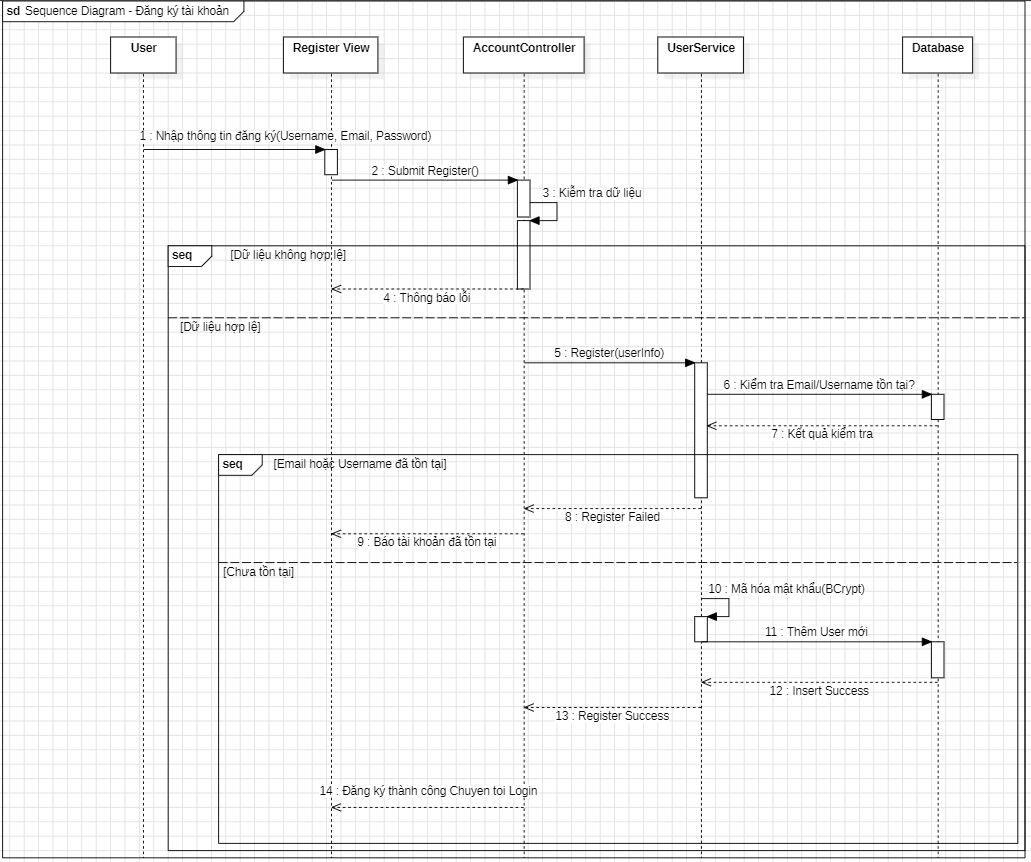 sd Sequence Diagram - Đăng ký tài khoản
User
Register View
AccountController
UserService
Database
1 : Nhập thông tin đăng ký(Username, Email, Password)
2 : Submit Register()
3 : Kiểm tra dữ liệu
seq [Dữ liệu không hợp lệ]
4 : Thông báo lỗi
[Dữ liệu hợp lệ]
5 : Register(userInfo)
6 : Kiểm tra Email/Username tồn tại?
7 : Kết quả kiểm tra
seq [Email hoặc Username đã tồn tại]
8 : Register Failed
9 : Báo tài khoản đã tồn tại
[Chưa tồn tại]
10 : Mã hóa mật khẩu(BCrypt)
11 : Thêm User mới
12 : Insert Success
13 : Register Success
14 : Đăng ký thành công Chuyen toi Login